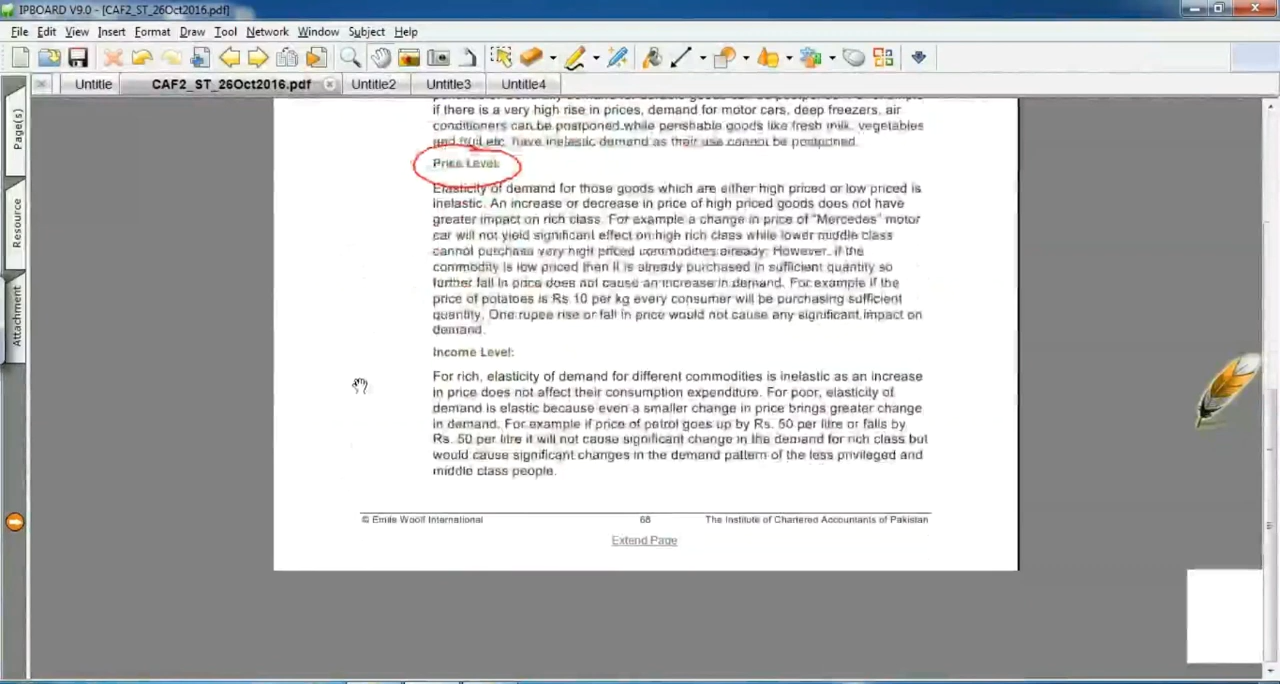 IPBOARD V9.0 - [CAF2_ST_26Oct2016.pdf]
File Edit View Insert Format Draw Tool Network Window Subject Help
Untitle CAF2_ST_26Oct2016.pdf Untitle2 Untitle3 Untitle4
Page(s)
Resource
Attachment
if there is a very high rise in prices, demand for motor cars, deep freezers, air
conditioners can be postponed while perishable goods like fresh milk, vegetables
and fruit etc. have inelastic demand as their use cannot be postponed.
Price Level:
Elasticity of demand for those goods which are either high priced or low priced is
inelastic. An increase or decrease in price of high priced goods does not have
greater impact on rich class. For example a change in price of "Mercedes" motor
car will not yield significant effect on high rich class while lower middle class
cannot purchase very high priced commodities already. However, if the
commodity is low priced then it is already purchased in sufficient quantity so
further fall in price does not cause an increase in demand. For example if the
price of potatoes is Rs 10 per kg every consumer will be purchasing sufficient
quantity. One rupee rise or fall in price would not cause any significant impact on
demand.
Income Level:
For rich, elasticity of demand for different commodities is inelastic as an increase
in price does not affect their consumption expenditure. For poor, elasticity of
demand is elastic because even a smaller change in price brings greater change
in demand. For example if price of petrol goes up by Rs. 50 per litre or falls by
Rs. 50 per litre it will not cause significant change in the demand for rich class but
would cause significant changes in the demand pattern of the less privileged and
middle class people.
© Emile Woolf International 68 The Institute of Chartered Accountants of Pakistan
Extend Page